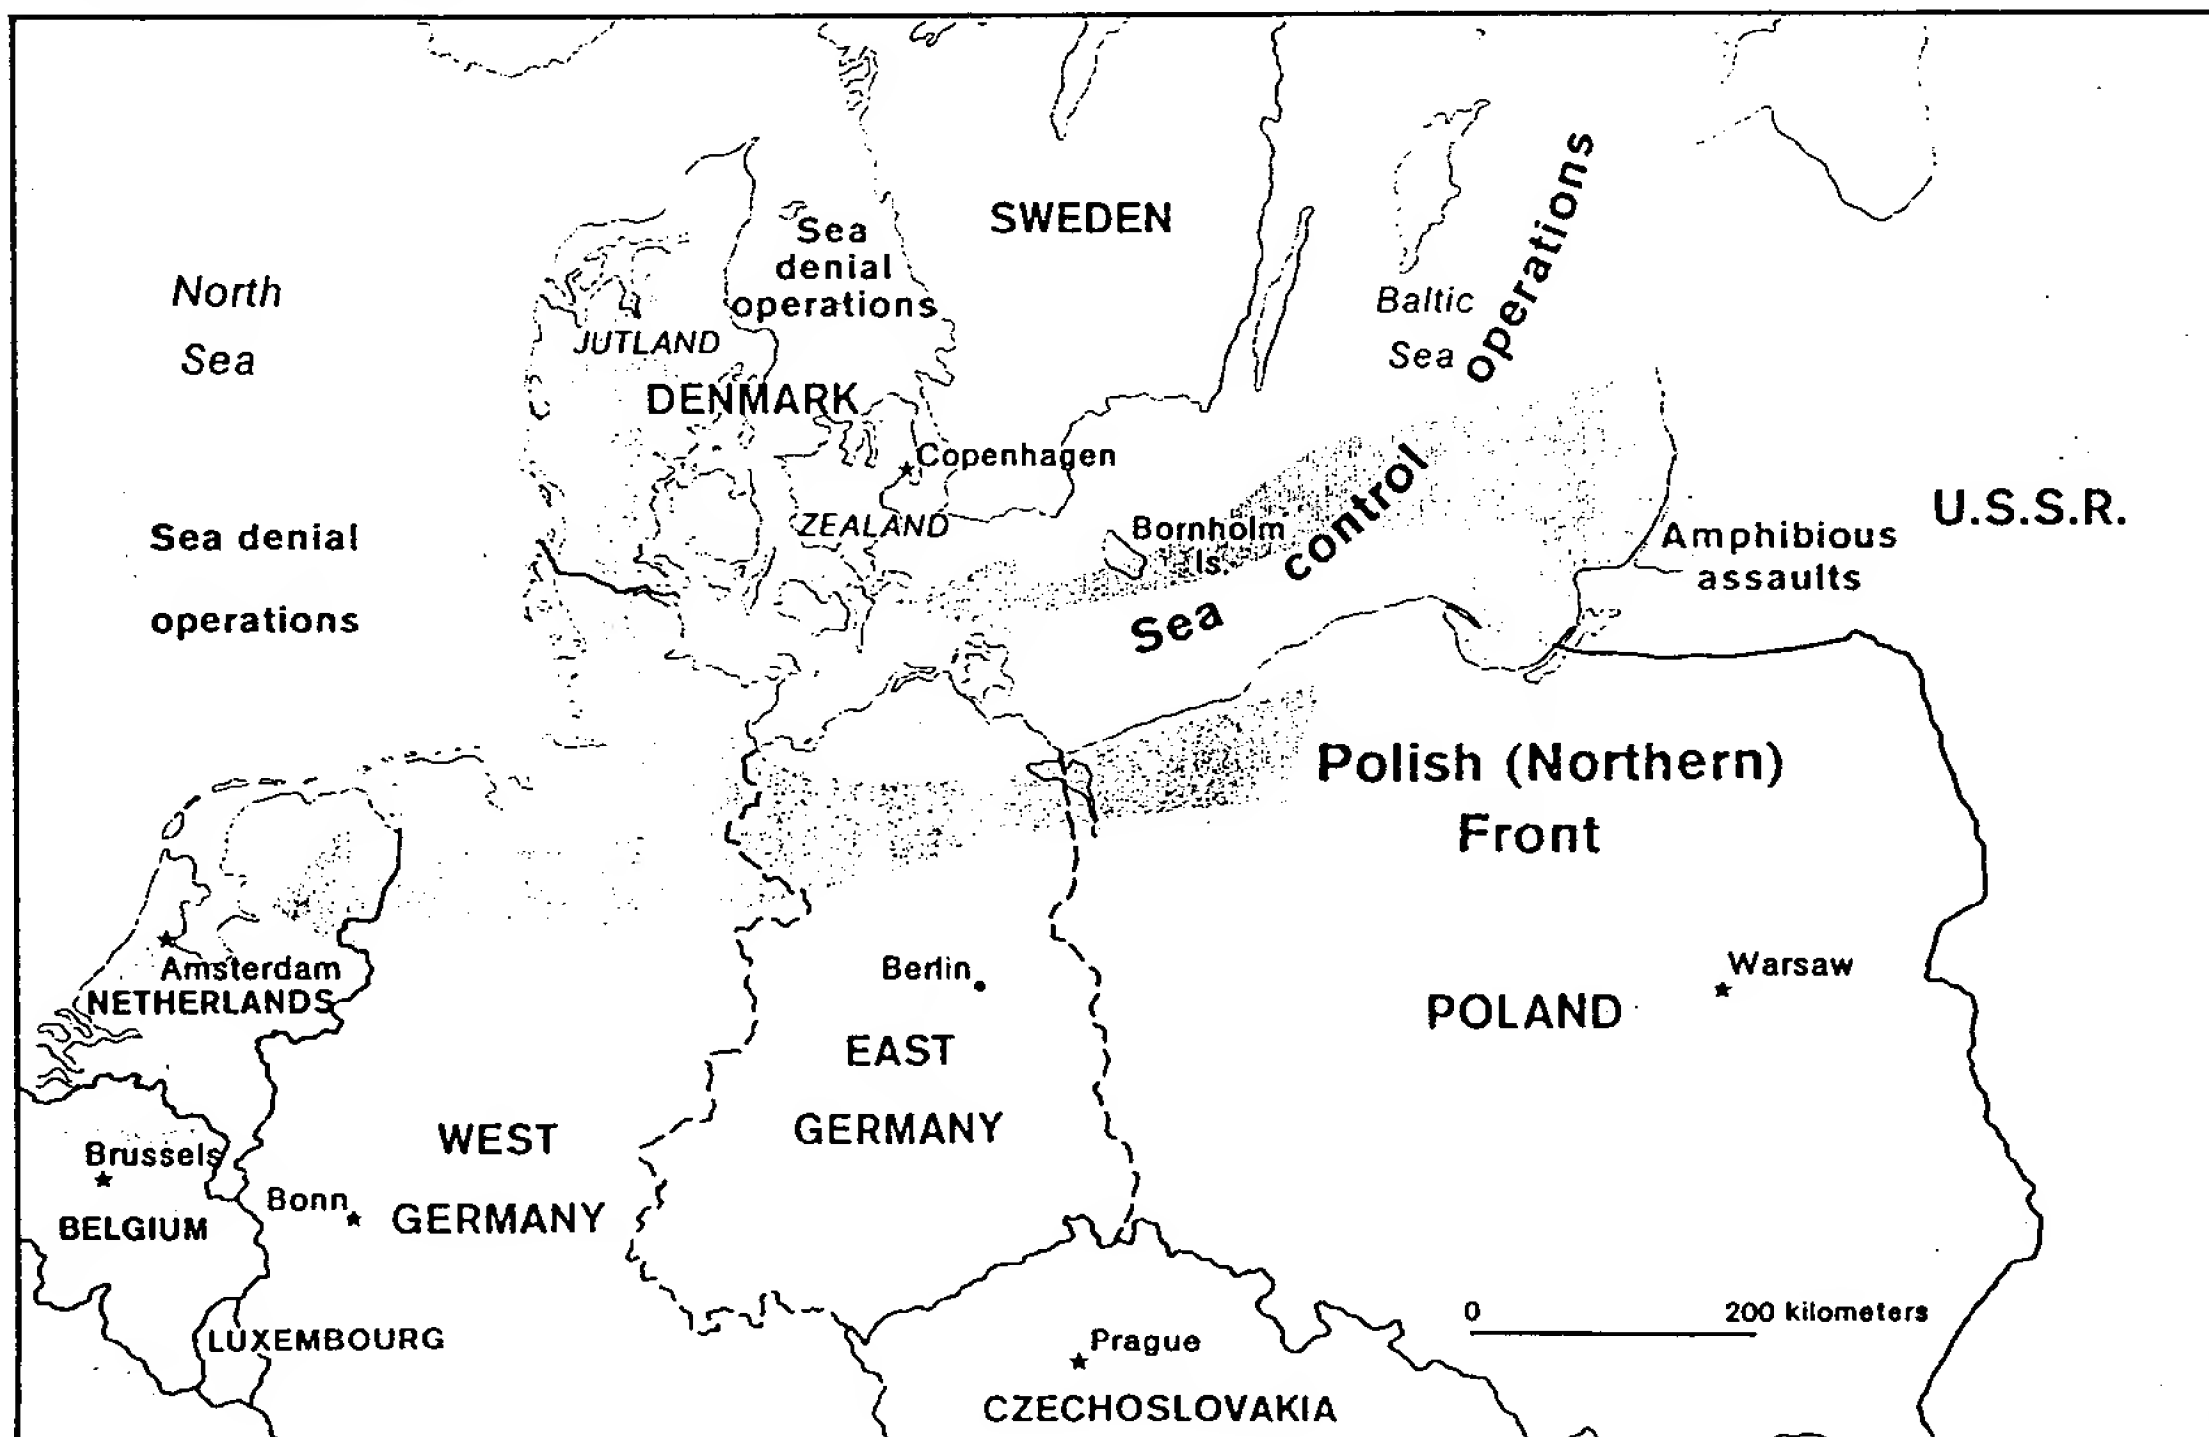 SWEDEN
Sea
denial
operations
North
Sea
Baltic
Sea
operations
JUTLAND
DENMARK
Copenhagen
control
U.S.S.R.
Sea denial
operations
ZEALAND
Bornholm
Is.
Amphibious
assaults
Sea
Polish (Northern)
Front
Amsterdam
NETHERLANDS
Berlin
Warsaw
POLAND
EAST
GERMANY
WEST
GERMANY
Brussels
BELGIUM
Bonn
LUXEMBOURG
0 200 kilometers
Prague
CZECHOSLOVAKIA